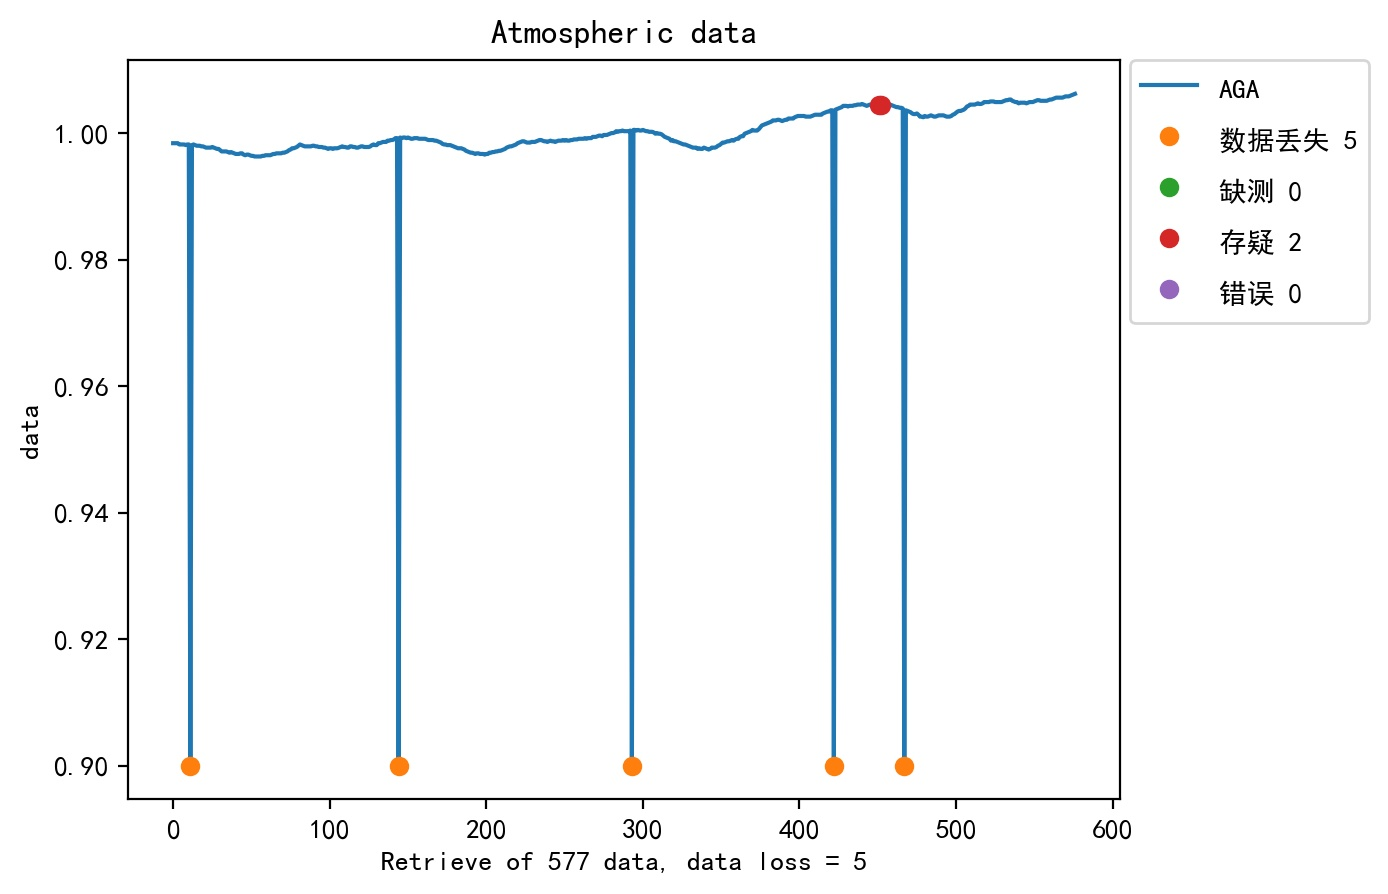 Atmospheric data
AGA
数据丢失 5
缺测 0
存疑 2
错误 0
1.00
0.98
0.96
0.94
0.92
0.90
data
0 100 200 300 400 500 600
Retrieve of 577 data, data loss = 5